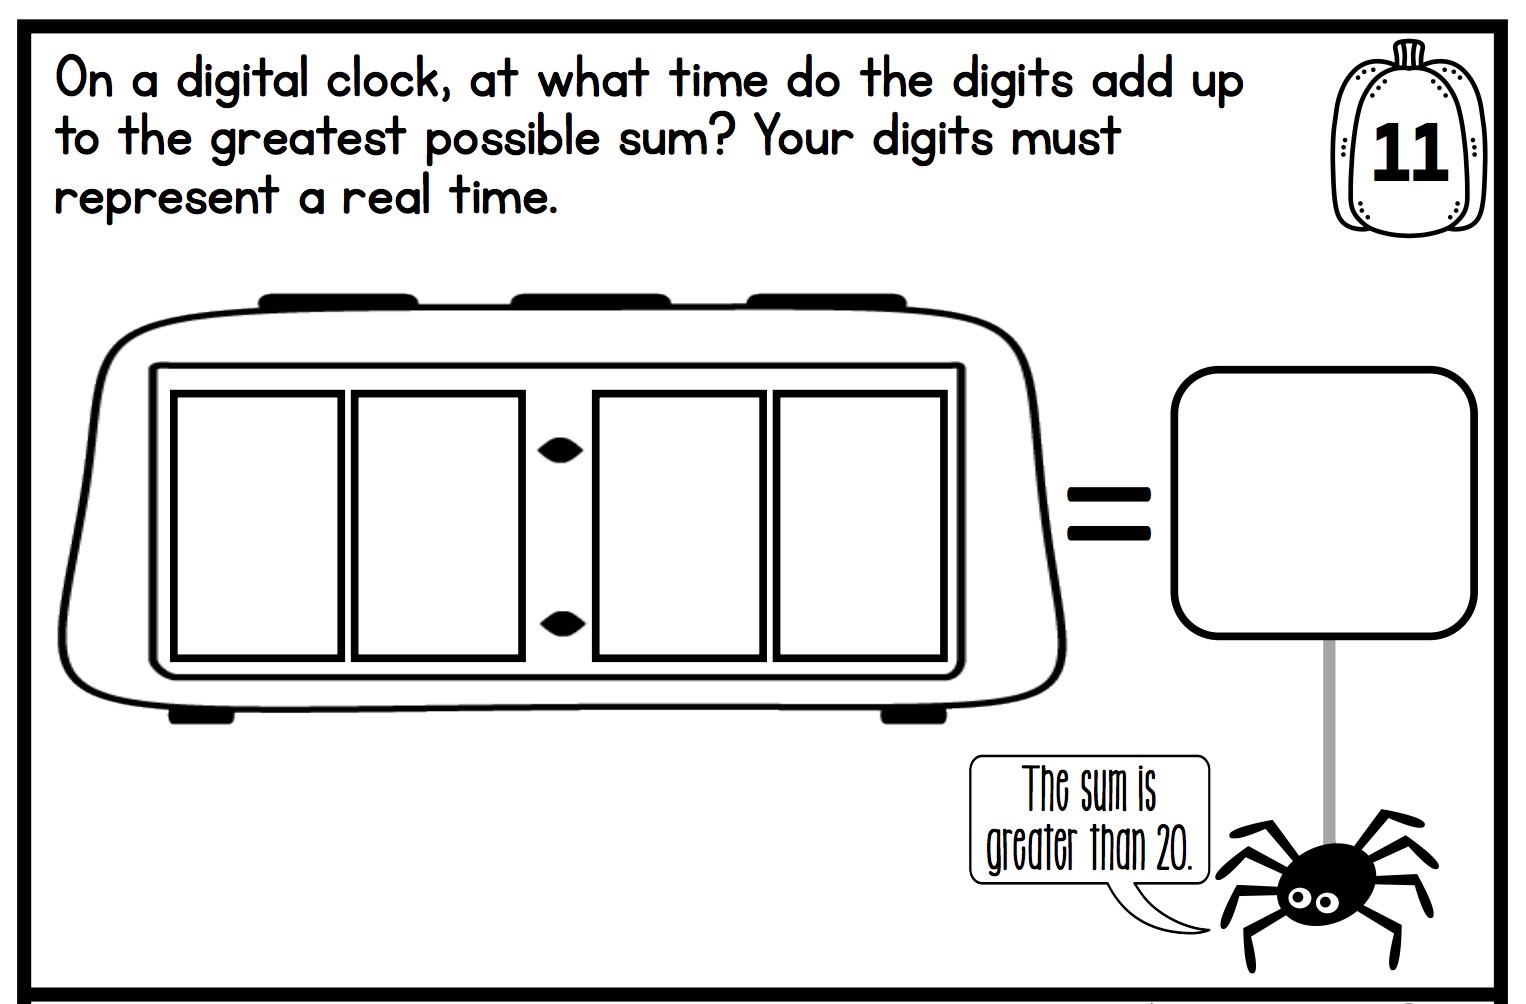 On a digital clock, at what time do the digits add up
to the greatest possible sum? Your digits must
represent a real time.
11
=
The sum is
greater than 20.